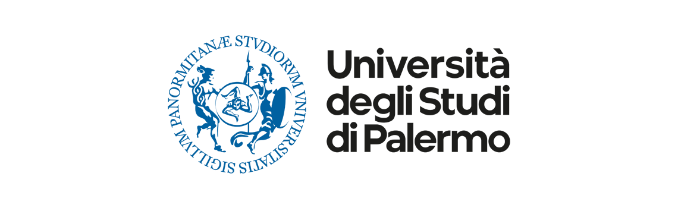 SIGILLVM PANORMITANÆ STVDIORVM VNIVERSITATIS
Università
degli Studi
di Palermo